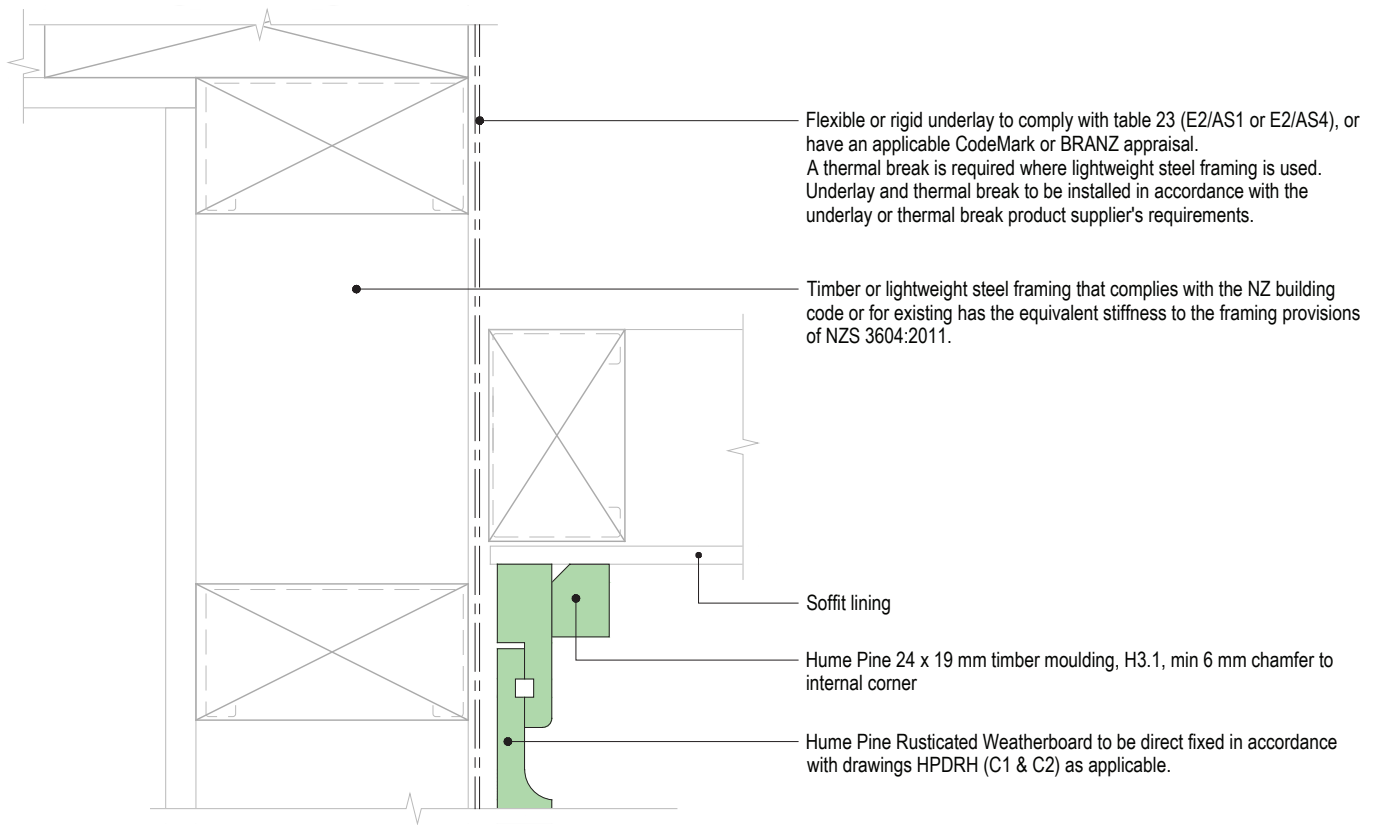 Flexible or rigid underlay to comply with table 23 (E2/AS1 or E2/AS4), or
have an applicable CodeMark or BRANZ appraisal.
A thermal break is required where lightweight steel framing is used.
Underlay and thermal break to be installed in accordance with the
underlay or thermal break product supplier's requirements.
Timber or lightweight steel framing that complies with the NZ building
code or for existing has the equivalent stiffness to the framing provisions
of NZS 3604:2011.
Soffit lining
Hume Pine 24 x 19 mm timber moulding, H3.1, min 6 mm chamfer to
internal corner
Hume Pine Rusticated Weatherboard to be direct fixed in accordance
with drawings HPDRH (C1 & C2) as applicable.